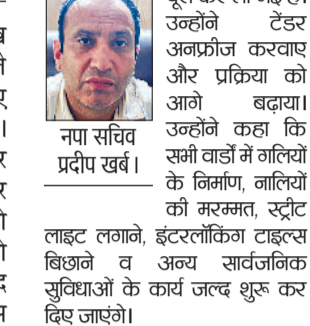 उन्होंने टेंडर
अनफ्रीज करवाए
और प्रक्रिया को
आगे बढ़ाया।
उन्होंने कहा कि
सभी वार्डों में गलियों
के निर्माण, नालियों
की मरम्मत, स्ट्रीट
लाइट लगाने, इंटरलॉकिंग टाइल्स
बिछाने व अन्य सार्वजनिक
सुविधाओं के कार्य जल्द शुरू कर
दिए जाएंगे।
नपा सचिव
प्रदीप खर्ब।